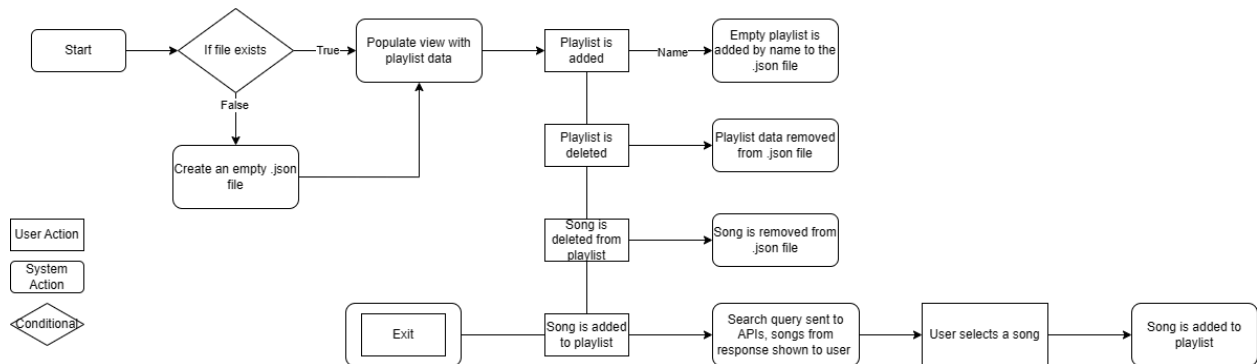 Start
If file exists
True
False
Create an empty .json
file
Populate view with
playlist data
Playlist is
added
Name
Empty playlist is
added by name to the
.json file
Playlist is
deleted
Playlist data removed
from .json file
Song is
deleted from
playlist
Song is removed from
.json file
Song is added
to playlist
Search query sent to
APIs, songs from
response shown to user
User selects a song
Song is added to
playlist
Exit
User Action
System
Action
Conditional